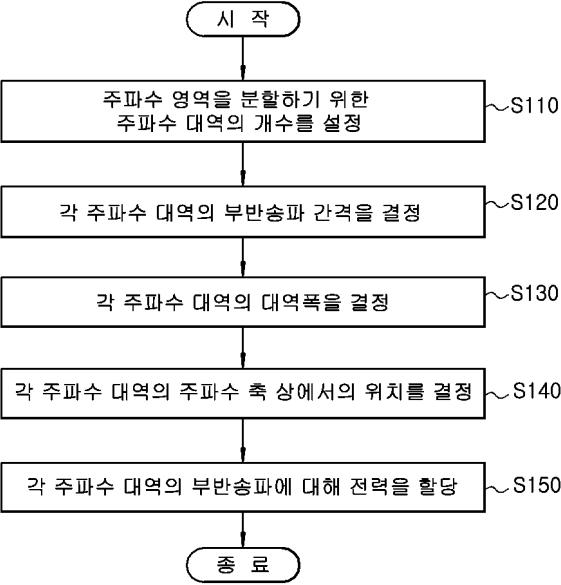 시 작
주파수 영역을 분할하기 위한
주파수 대역의 개수를 설정
S110
각 주파수 대역의 부반송파 간격을 결정
S120
각 주파수 대역의 대역폭을 결정
S130
각 주파수 대역의 주파수 축 상에서의 위치를 결정
S140
각 주파수 대역의 부반송파에 대해 전력을 할당
S150
종 료